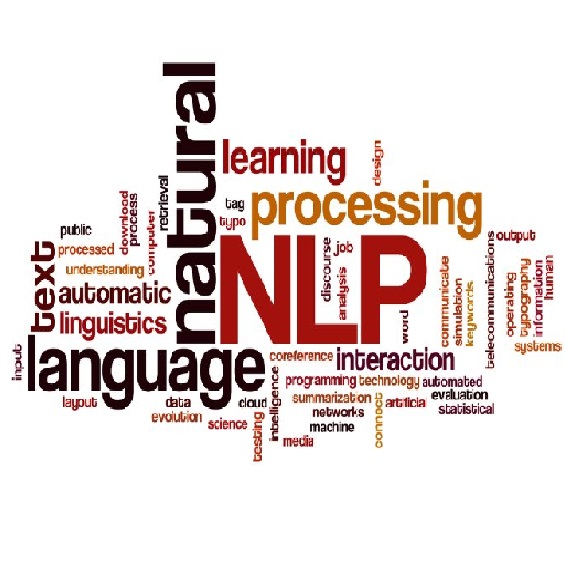 natural
learning
design
processing
tag
typo
retrieval
download
process
computer
public
processed
understanding
text
automatic
linguistics
NLP
discourse
job
analysis
word
communicate
simulation
keywords
telecommunications
output
operating
typography
information
human
systems
input
language
coreference
interaction
layout
data
evolution
science
cloud
testing
intelligence
programming
technology
automated
summarization
artificia
evaluation
networks
statistical
machine
media
connect